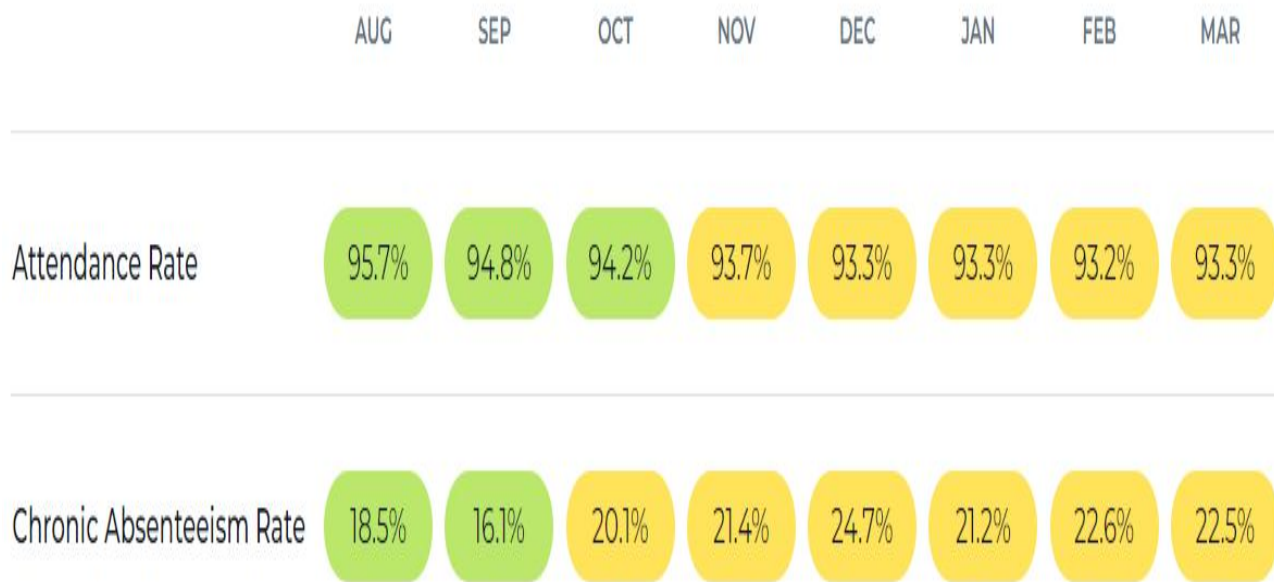 AUG SEP OCT NOV DEC JAN FEB MAR
Attendance Rate 95.7% 94.8% 94.2% 93.7% 93.3% 93.3% 93.2% 93.3%
Chronic Absenteeism Rate 18.5% 16.1% 20.1% 21.4% 24.7% 21.2% 22.6% 22.5%